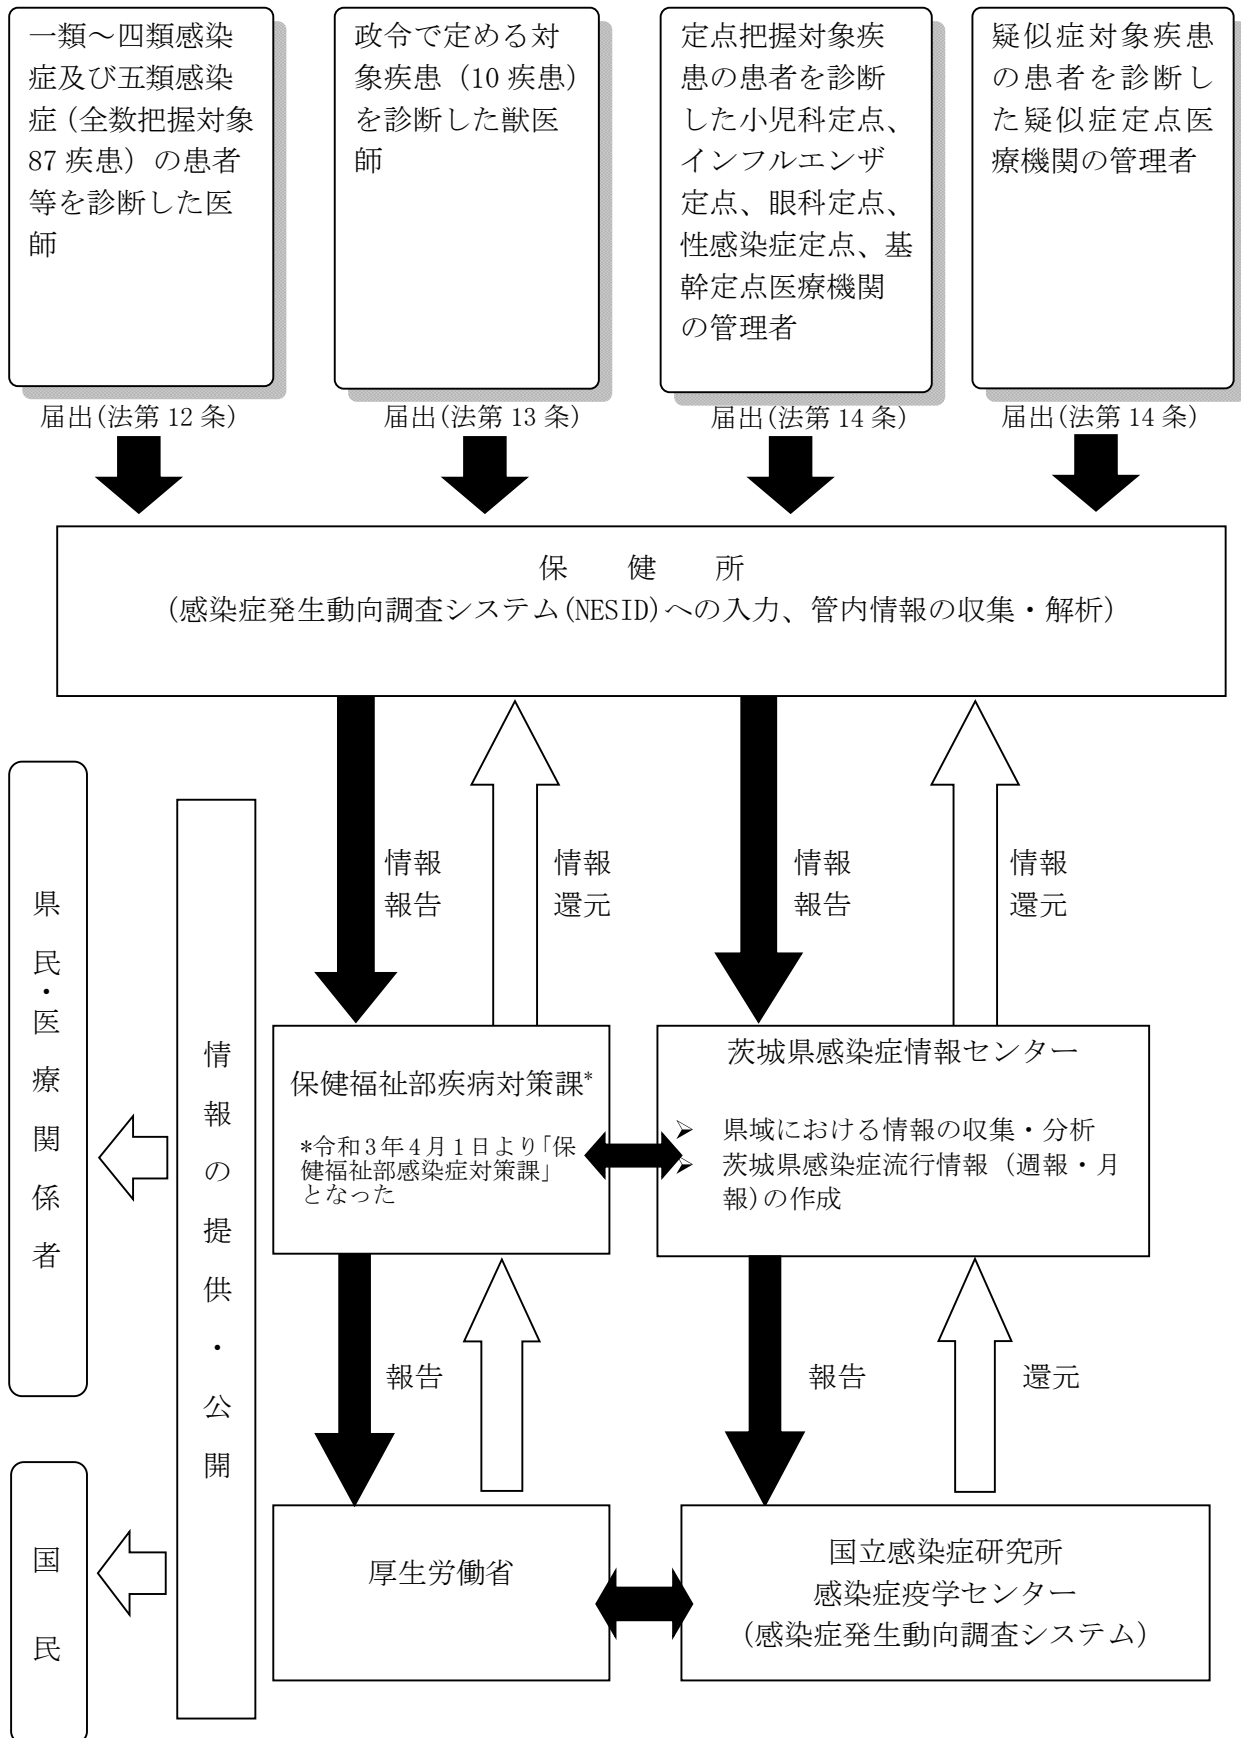 一類～四類感染
症及び五類感染
症（全数把握対象
87 疾患）の患者
等を診断した医
師
政令で定める対
象疾患（10 疾患）
を診断した獣医
師
定点把握対象疾
患の患者を診断
した小児科定点、
インフルエンザ
定点、眼科定点、
性感染症定点、基
幹定点医療機関
の管理者
疑似症対象疾患
の患者を診断し
た疑似症定点医
療機関の管理者
届出(法第 12 条)
届出(法第 13 条)
届出(法第 14 条)
届出(法第 14 条)
保　健　所
(感染症発生動向調査システム(NESID)への入力、管内情報の収集・解析)
情報
報告
情報
還元
情報
報告
情報
還元
県民・医療関係者
情報の提供・公開
保健福祉部疾病対策課*
*令和３年４月１日より｢保
健福祉部感染症対策課｣
となった
茨城県感染症情報センター
➢ 県域における情報の収集・分析
➢ 茨城県感染症流行情報（週報・月
報)の作成
報告
報告
還元
国民
厚生労働省
国立感染症研究所
感染症疫学センター
(感染症発生動向調査システム)